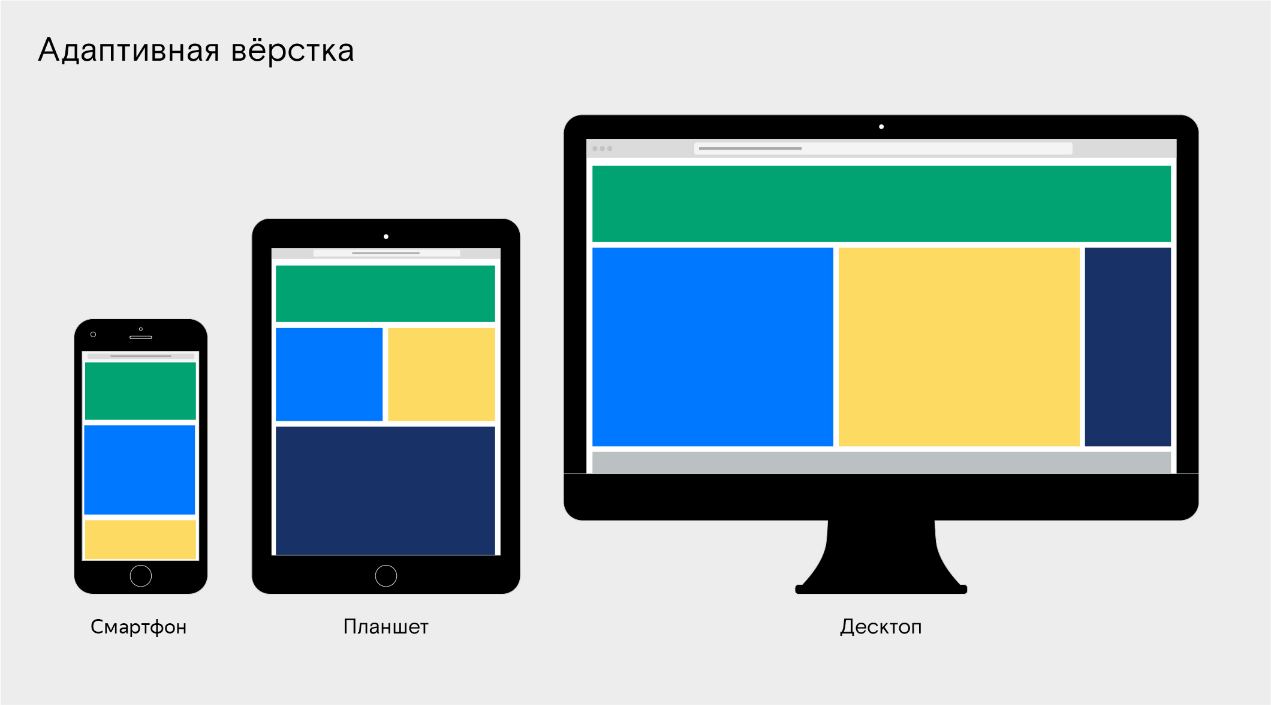 Адаптивная вёрстка
Смартфон
Планшет
Десктоп